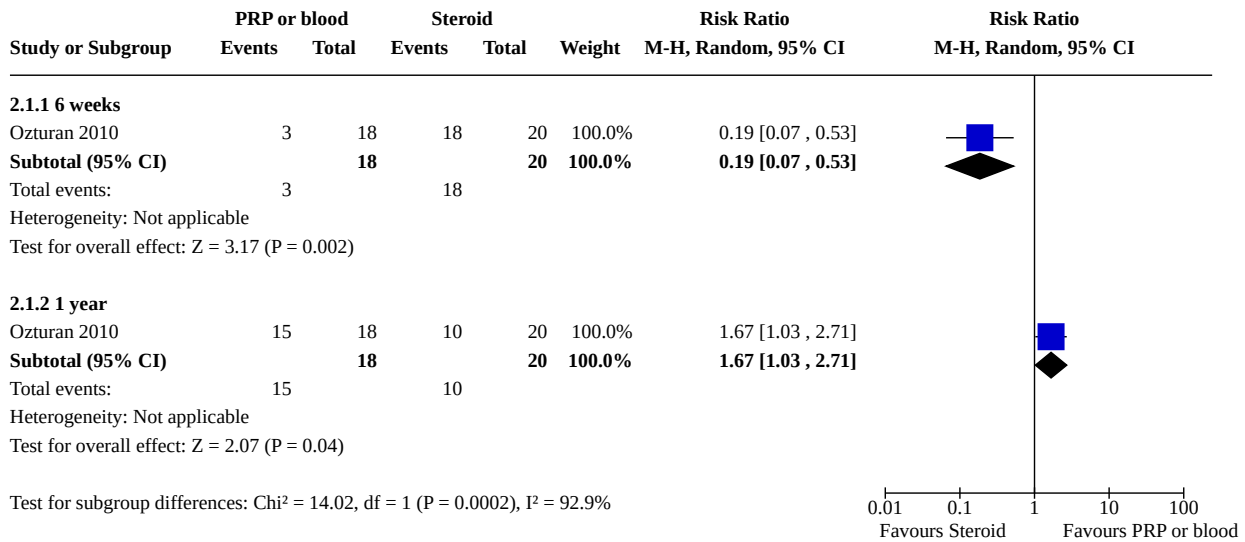 PRP or blood Steroid Risk Ratio Risk Ratio
Study or Subgroup Events Total Events Total Weight M-H, Random, 95% CI M-H, Random, 95% CI
2.1.1 6 weeks
Ozturan 2010 3 18 18 20 100.0% 0.19 [0.07 , 0.53]
Subtotal (95% CI) 18 20 100.0% 0.19 [0.07 , 0.53]
Total events: 3 18
Heterogeneity: Not applicable
Test for overall effect: Z = 3.17 (P = 0.002)
2.1.2 1 year
Ozturan 2010 15 18 10 20 100.0% 1.67 [1.03 , 2.71]
Subtotal (95% CI) 18 20 100.0% 1.67 [1.03 , 2.71]
Total events: 15 10
Heterogeneity: Not applicable
Test for overall effect: Z = 2.07 (P = 0.04)
Test for subgroup differences: Chi² = 14.02, df = 1 (P = 0.0002), I² = 92.9%
0.01 0.1 1 10 100
Favours Steroid Favours PRP or blood